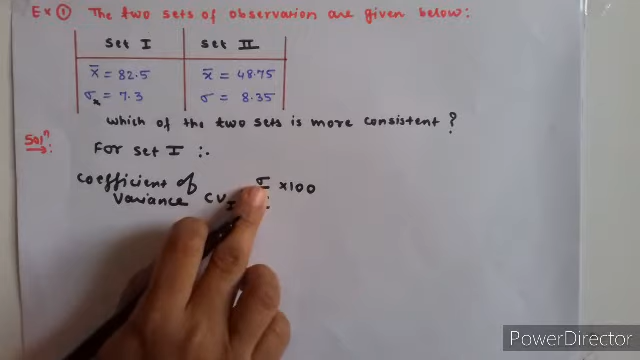 Ex ① The two sets of observation are given below:
Set I Set II
x̄ = 82.5 x̄ = 48.75
σx = 7.3 σ = 8.35
which of the two sets is more consistent ?
Solⁿ
For set I :.
Coefficient of
Variance CV_I σ ×100
PowerDirector